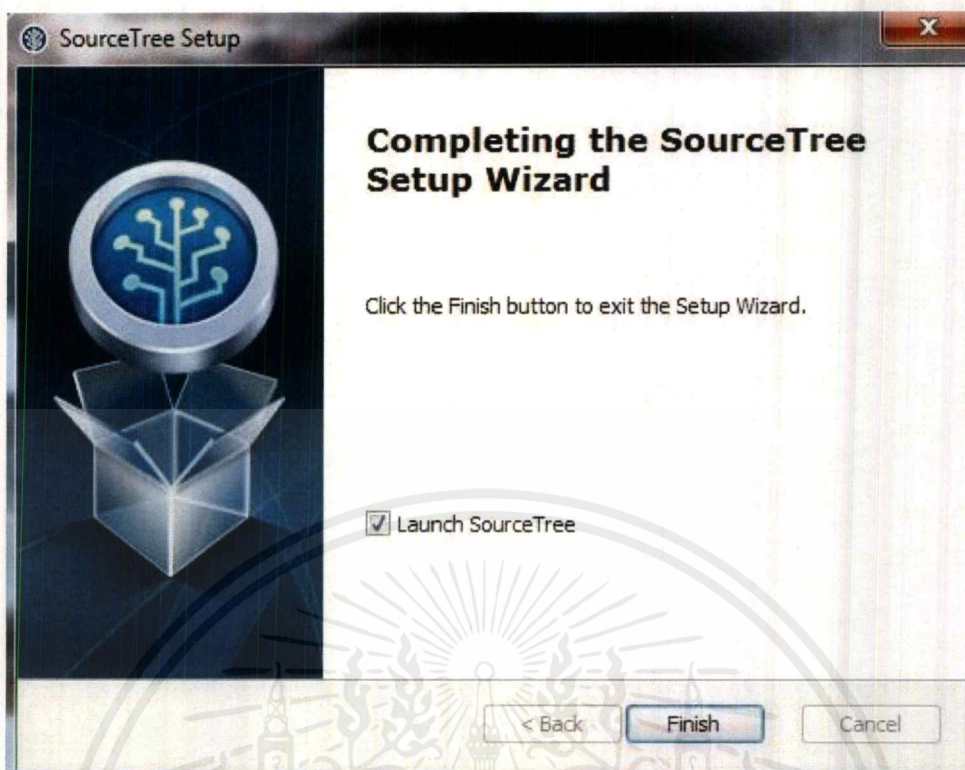 SourceTree Setup
Completing the SourceTree
Setup Wizard
Click the Finish button to exit the Setup Wizard.
Launch SourceTree
< Back Finish Cancel